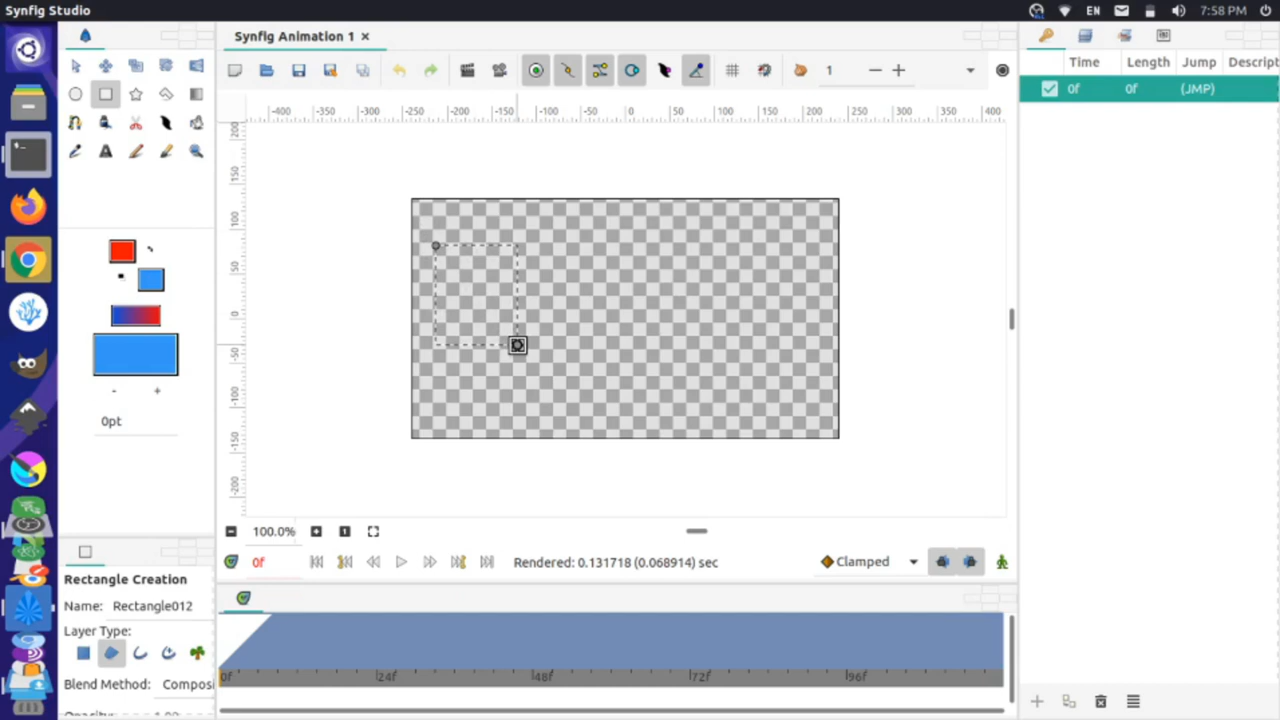 Synfig Studio
EN
7:58 PM
Synfig Animation 1
1
Time
Length
Jump
Descript
0f
0f
(JMP)
-400
-350
-300
-250
-200
-150
-100
-50
0
50
100
150
200
250
300
350
400
200
150
100
50
0
-50
-100
-150
-200
-
+
0pt
100.0%
0f
Rendered: 0.131718 (0.068914) sec
Clamped
Rectangle Creation
Name: Rectangle012
Layer Type:
Blend Method: Composi
0f
24f
48f
72f
96f